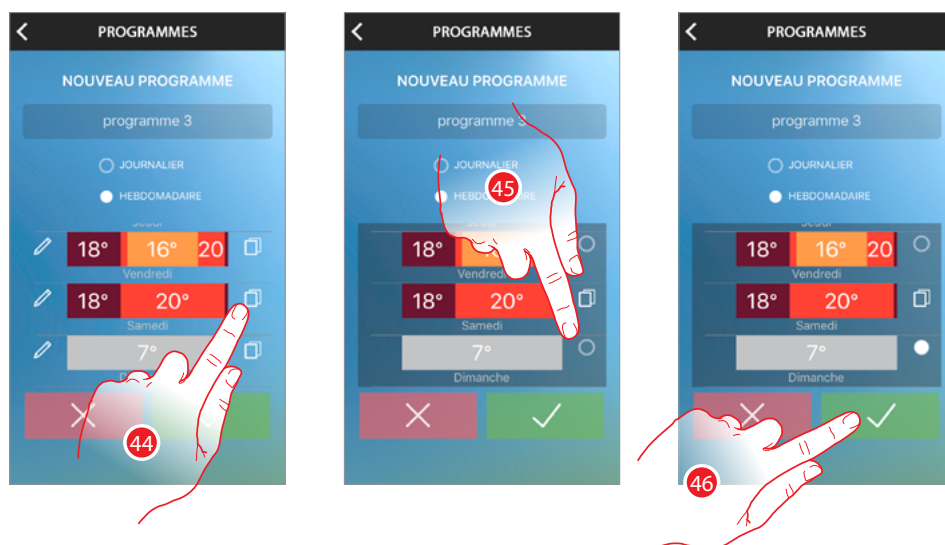 PROGRAMMES
NOUVEAU PROGRAMME
programme 3
JOURNALIER
HEBDOMADAIRE
18° 16° 20
Vendredi
18° 20°
Samedi
7°
44
PROGRAMMES
NOUVEAU PROGRAMME
programme 3
JOURNALIER
45
18°
Vendredi
18° 20°
Samedi
7°
Dimanche
PROGRAMMES
NOUVEAU PROGRAMME
programme 3
JOURNALIER
HEBDOMADAIRE
18° 16° 20
Vendredi
18° 20°
Samedi
7°
Dimanche
46